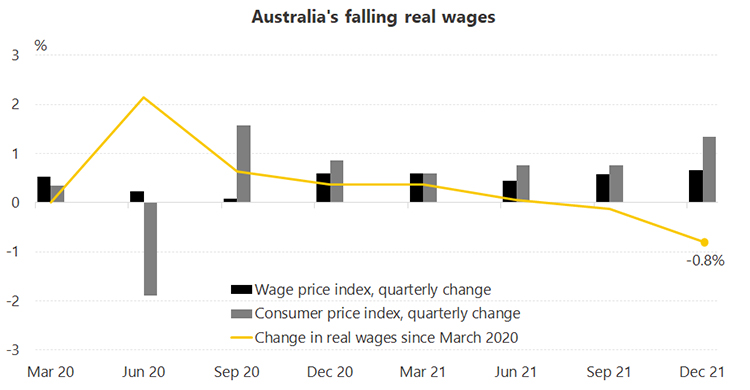 Australia's falling real wages
%
3
2
1
0
-1
-2
-3
-0.8%
Wage price index, quarterly change
Consumer price index, quarterly change
Change in real wages since March 2020
Mar 20 Jun 20 Sep 20 Dec 20 Mar 21 Jun 21 Sep 21 Dec 21